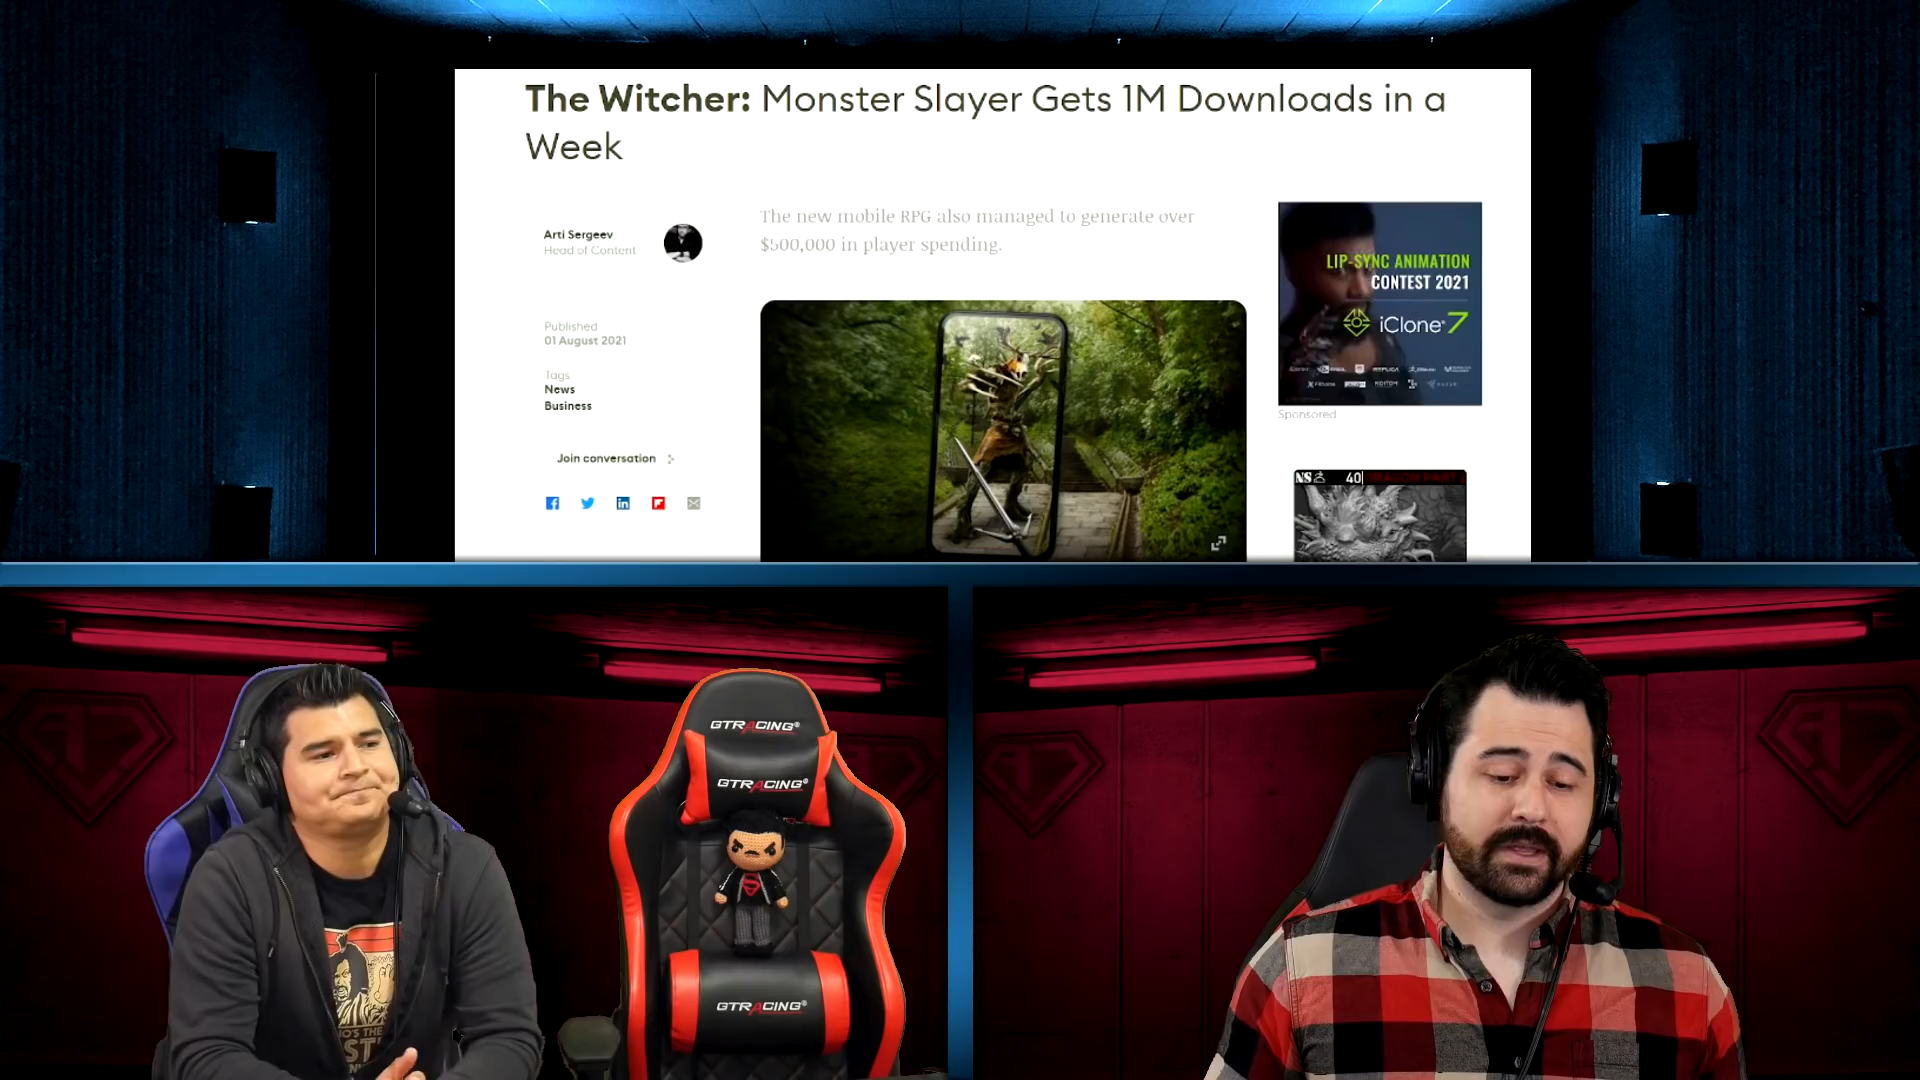 The Witcher: Monster Slayer Gets 1M Downloads in a
Week
The new mobile RPG also managed to generate over
$500,000 in player spending.
Arti Sergeev
Head of Content
Published
01 August 2021
Tags
News
Business
Join conversation
LIP-SYNC ANIMATION
CONTEST 2021
iClone 7
REPLICA
Sponsored
NS 40
GTRACING®
GTRACING®
GTRACING®